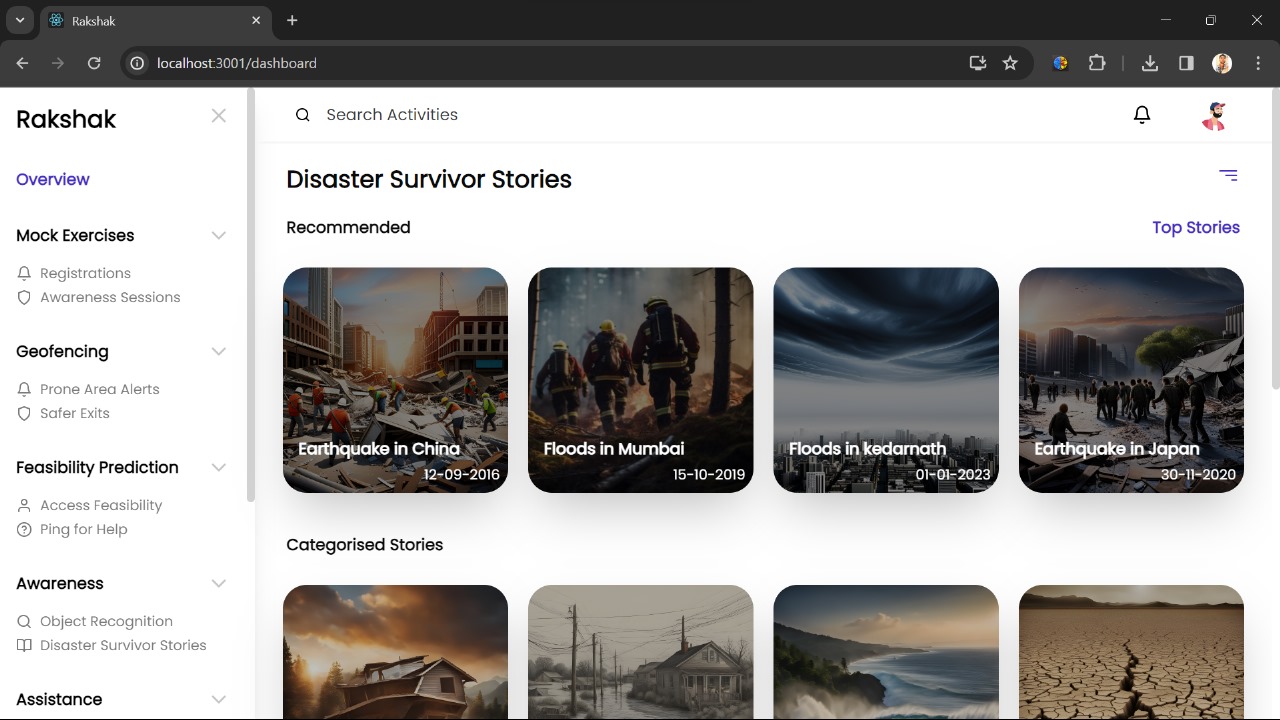 Rakshak
localhost:3001/dashboard
Rakshak
Search Activities
Overview
Mock Exercises
Registrations
Awareness Sessions
Geofencing
Prone Area Alerts
Safer Exits
Feasibility Prediction
Access Feasibility
Ping for Help
Awareness
Object Recognition
Disaster Survivor Stories
Assistance
Disaster Survivor Stories
Recommended
Top Stories
Earthquake in China
12-09-2016
Floods in Mumbai
15-10-2019
Floods in kedarnath
01-01-2023
Earthquake in Japan
30-11-2020
Categorised Stories